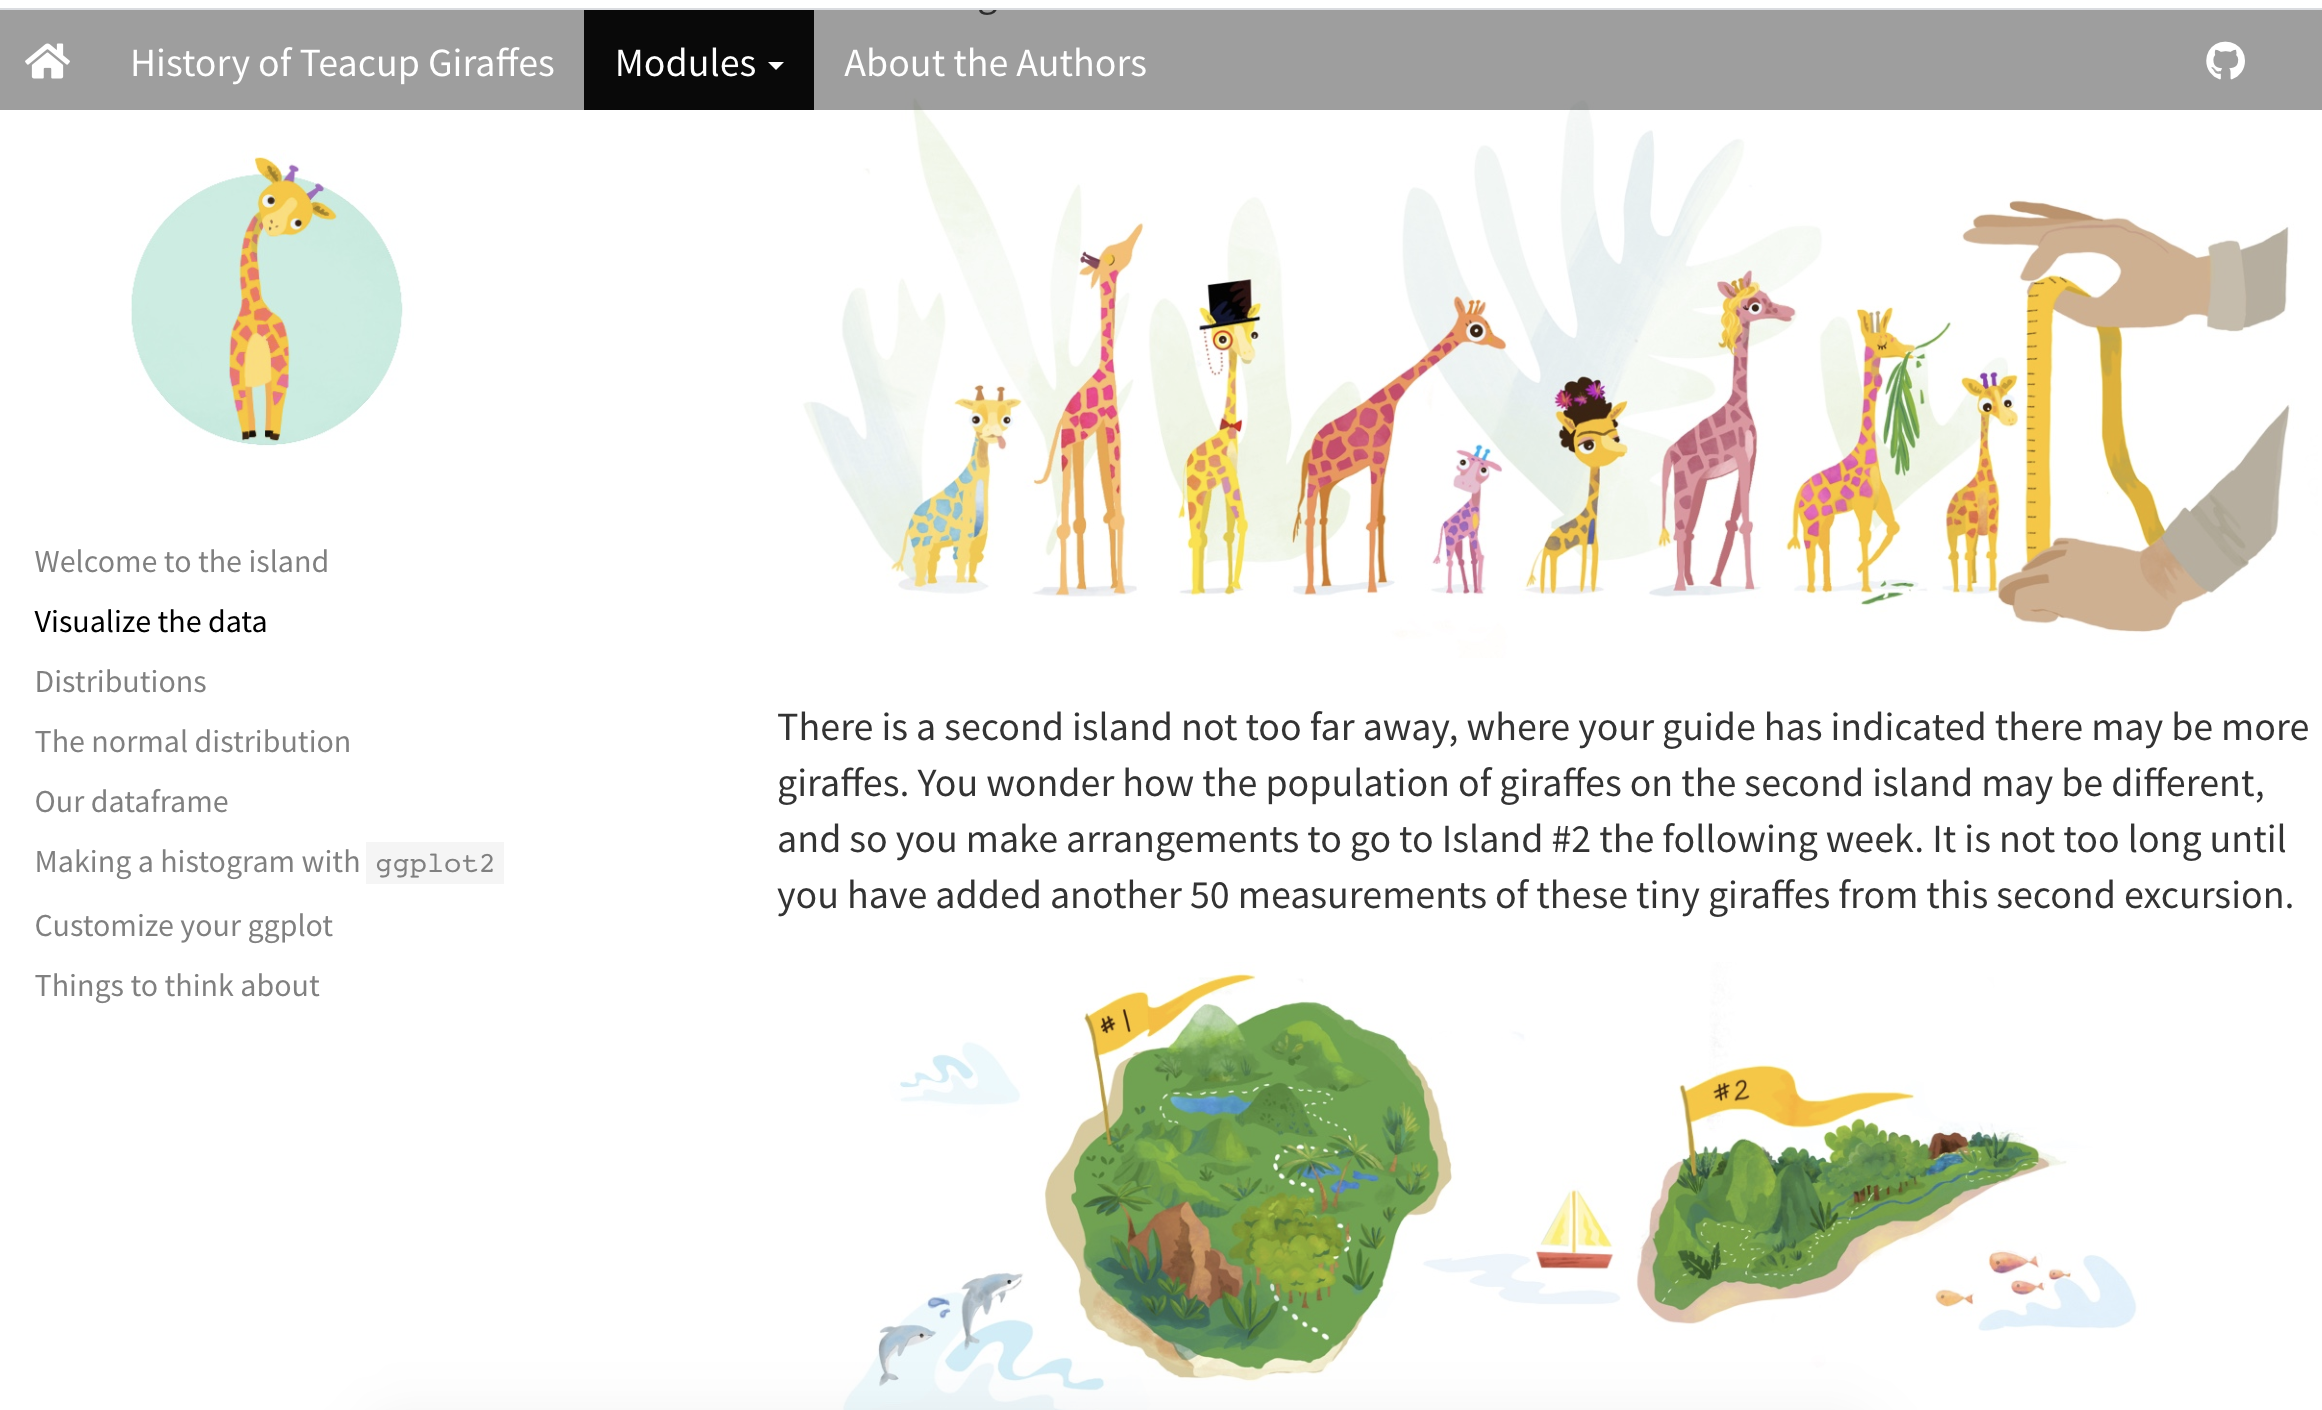 History of Teacup Giraffes Modules About the Authors
Welcome to the island
Visualize the data
Distributions
The normal distribution
Our dataframe
Making a histogram with ggplot2
Customize your ggplot
Things to think about
There is a second island not too far away, where your guide has indicated there may be more
giraffes. You wonder how the population of giraffes on the second island may be different,
and so you make arrangements to go to Island #2 the following week. It is not too long until
you have added another 50 measurements of these tiny giraffes from this second excursion.
#1
#2